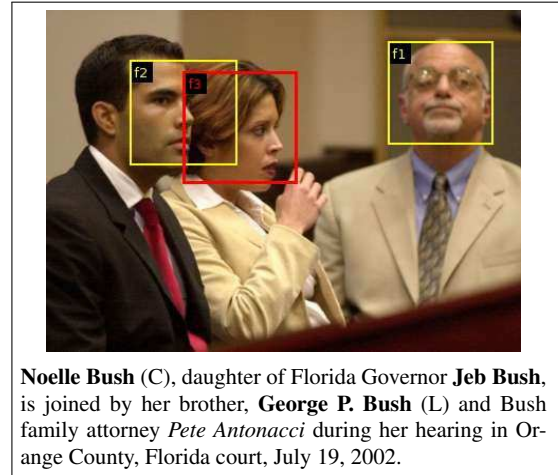 f2
f3
f1
Noelle Bush (C), daughter of Florida Governor Jeb Bush,
is joined by her brother, George P. Bush (L) and Bush
family attorney Pete Antonacci during her hearing in Or-
ange County, Florida court, July 19, 2002.